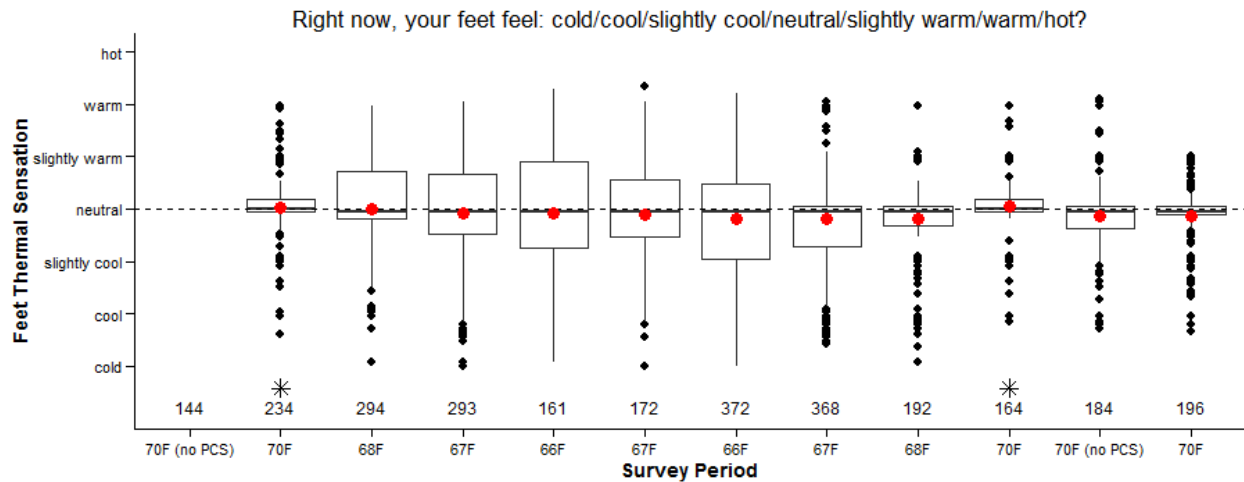 Right now, your feet feel: cold/cool/slightly cool/neutral/slightly warm/warm/hot?
Feet Thermal Sensation
hot
warm
slightly warm
neutral
slightly cool
cool
cold
144 234 294 293 161 172 372 368 192 164 184 196
70F (no PCS) 70F 68F 67F 66F 67F 66F 67F 68F 70F 70F (no PCS) 70F
Survey Period